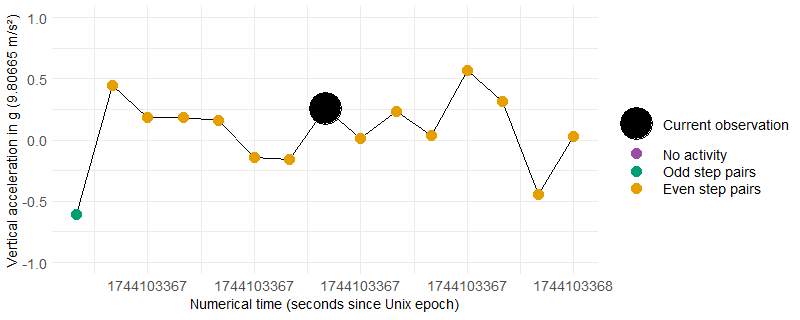 Vertical acceleration in g (9.80665 m/s²)
1.0
0.5
0.0
-0.5
-1.0
1744103367 1744103367 1744103367 1744103367 1744103368
Numerical time (seconds since Unix epoch)
Current observation
No activity
Odd step pairs
Even step pairs